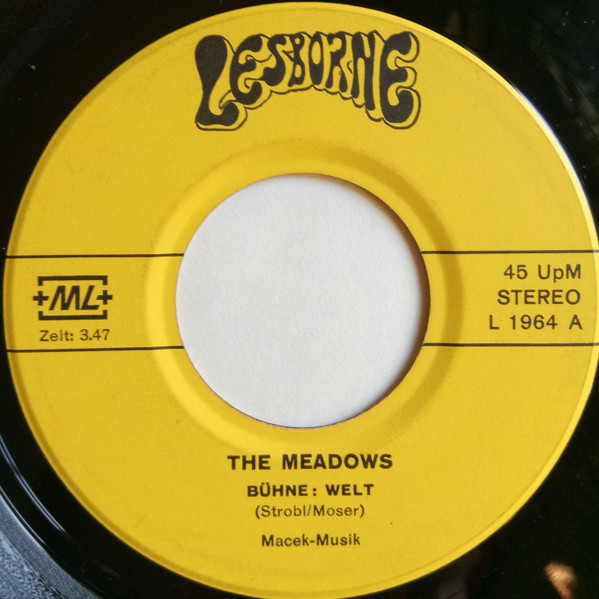 LESBORNE
+ML+
Zeit: 3.47
45 UpM
STEREO
L 1964 A
THE MEADOWS
BÜHNE: WELT
(Strobl/Moser)
Macek-Musik